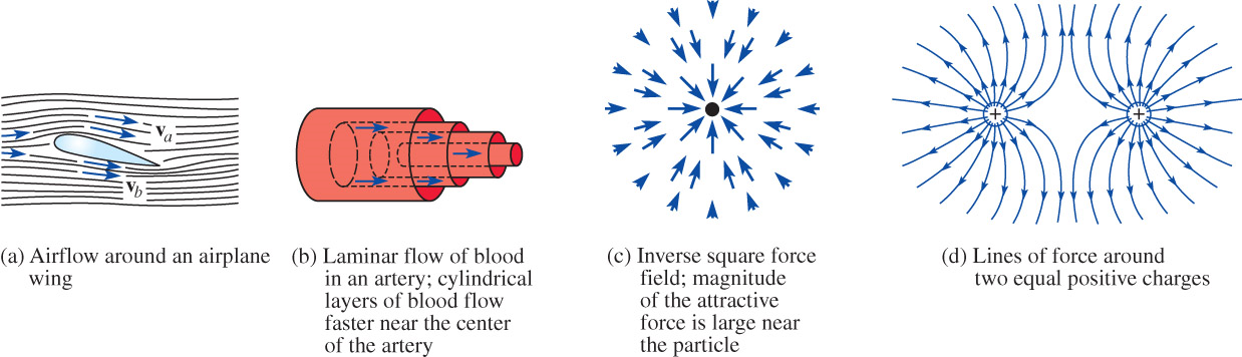 v_a
v_b
+
+
(a) Airflow around an airplane
wing
(b) Laminar flow of blood
in an artery; cylindrical
layers of blood flow
faster near the center
of the artery
(c) Inverse square force
field; magnitude
of the attractive
force is large near
the particle
(d) Lines of force around
two equal positive charges